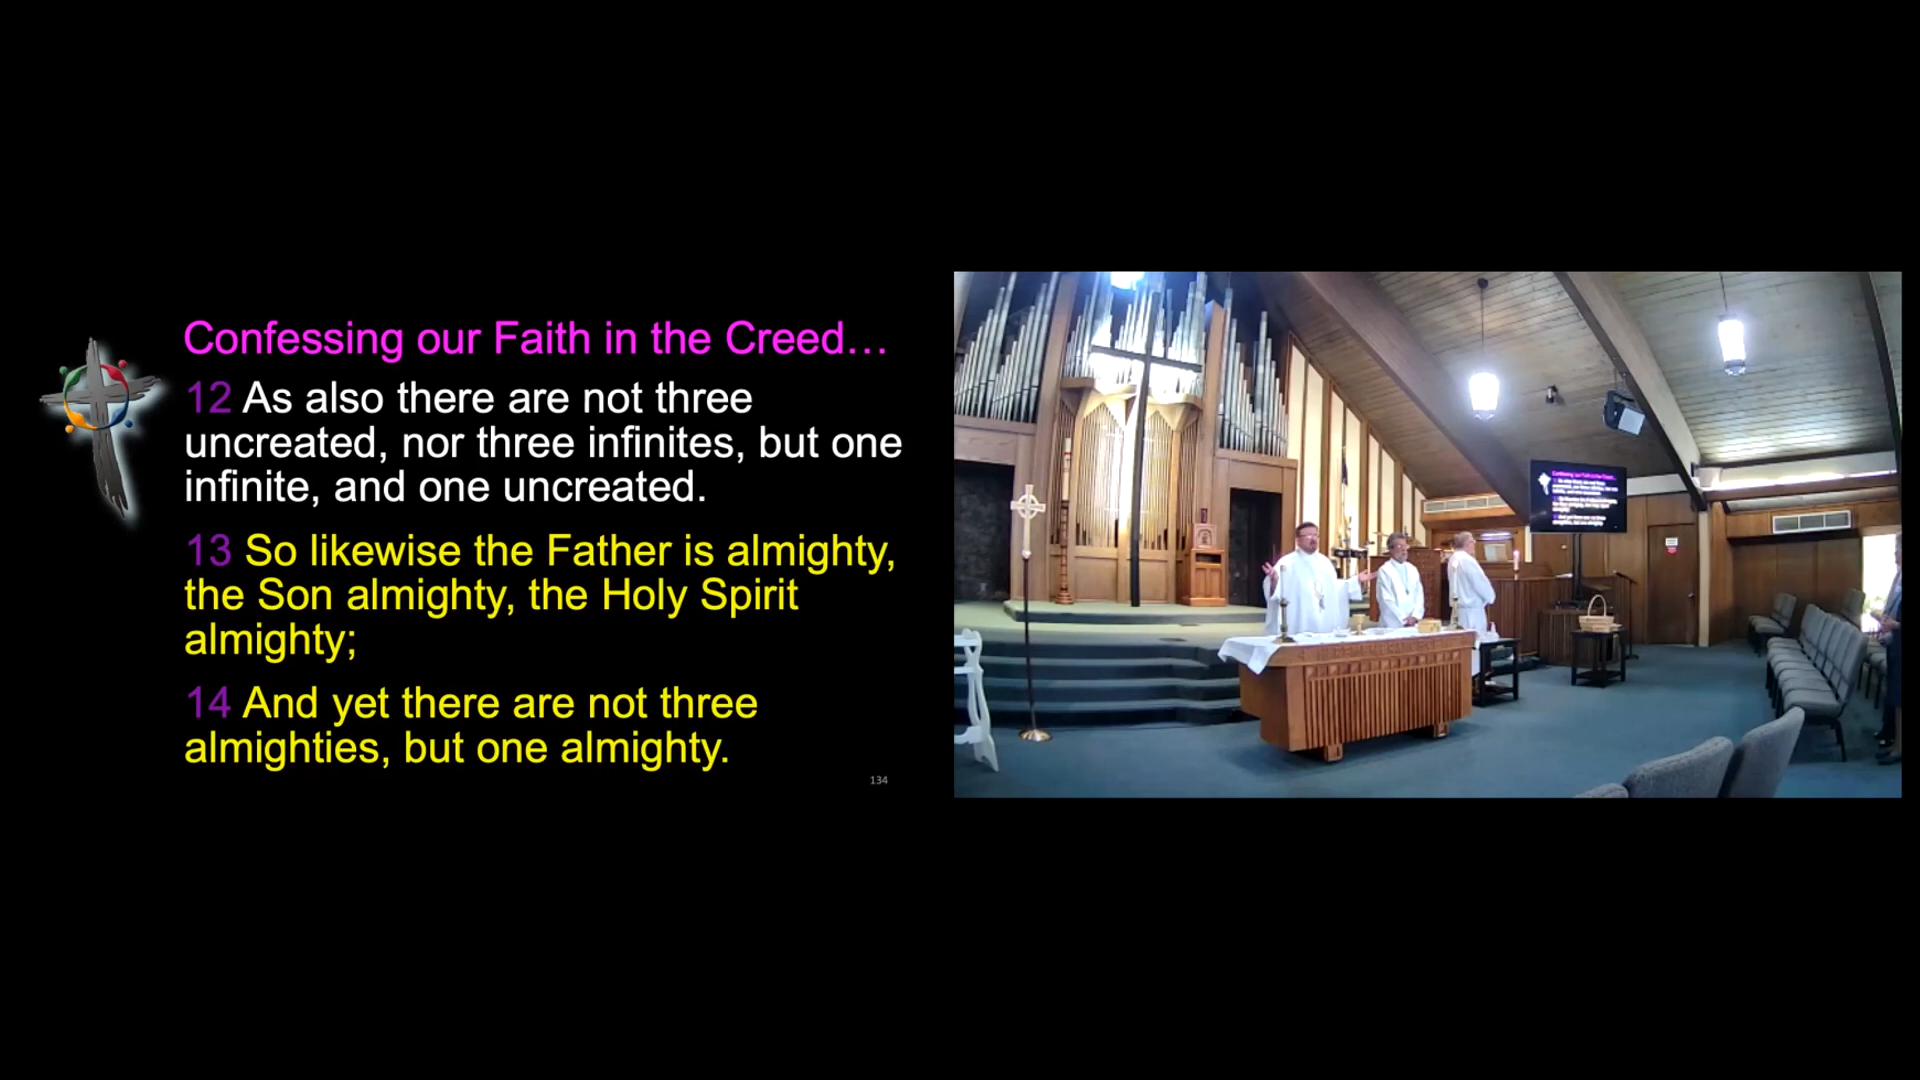 Confessing our Faith in the Creed…
12 As also there are not three
uncreated, nor three infinites, but one
infinite, and one uncreated.
13 So likewise the Father is almighty,
the Son almighty, the Holy Spirit
almighty;
14 And yet there are not three
almighties, but one almighty.
134